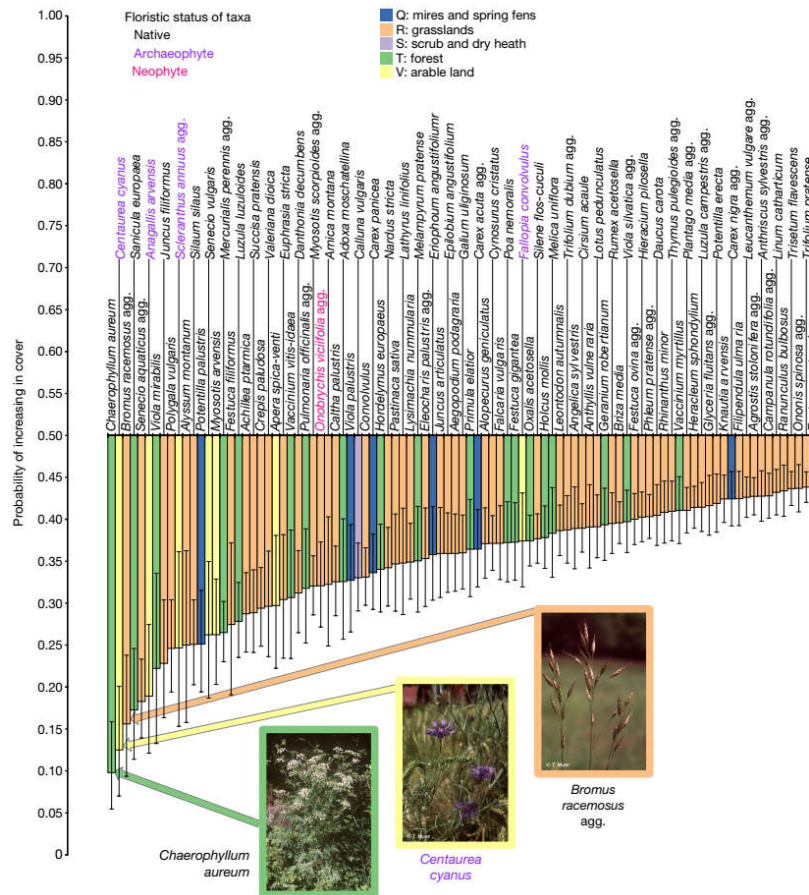 Floristic status of taxa
Native
Archaeophyte
Neophyte
Q: mires and spring fens
R: grasslands
S: scrub and dry heath
T: forest
V: arable land
Probability of increasing in cover
1.00
0.95
0.90
0.85
0.80
0.75
0.70
0.65
0.60
0.55
0.50
0.45
0.40
0.35
0.30
0.25
0.20
0.15
0.10
0.05
0
Chaerophyllum aureum
Centaurea cyanus
Bromus racemosus agg.
Sanicula europaea
Senecio aquaticus agg.
Anagallis arvensis
Viola mirabilis
Juncus filiformus
Polygala vulgaris
Scleranthus annuus agg.
Alyssum montanum
Silaum silaus
Potentilla palustris
Senecio vulgaris
Myosotis arvensis
Mercurialis perennis agg.
Festuca filiformus
Luzula luzuloides
Achillea ptarmica
Succisa pratensis
Crepis paludosa
Valeriana dioica
Apera spica-venti
Euphrasia stricta
Vaccinium vitis-idaea
Danthonia decumbens
Pulmonaria officinalis agg.
Myosotis scorpioides agg.
Onobrychis viciifolia agg.
Arnica montana
Caltha palustris
Adoxa moschatellina
Viola palustris
Calluna vulgaris
Convolvulus
Carex panicea
Hordelymus europaeus
Nardus stricta
Pastinaca sativa
Lathyrus linifolius
Lysimachia nummularia
Melampyrum pratense
Eleocharis palustris agg.
Eriophorum angustifoliumr
Juncus articulatus
Epilobium angustifolium
Aegopodium podagraria
Galium uliginosum
Primula elatior
Carex acuta agg.
Alopecurus geniculatus
Cynosurus cristatus
Falcaria vulgaris
Poa nemoralis
Festuca gigantea
Fallopia convolvulus
Oxalis acetosella
Silene flos-cuculi
Holcus mollis
Melica uniflora
Leontodon autumnalis
Trifolium dubium agg.
Angelica sylvestris
Cirsium acaule
Anthyllis vulneraria
Lotus pedunculatus
Geranium robertianum
Rumex acetosella
Briza media
Viola silvatica agg.
Festuca ovina agg.
Hieracium pilosella
Phleum pratense agg.
Daucus carota
Rhinanthus minor
Thymus pulegioides agg.
Vaccinium myrtillus
Plantago media agg.
Heracleum sphondylium
Luzula campestris agg.
Glyceria fluitans agg.
Potentilla erecta
Knautia arvensis
Carex nigra agg.
Filipendula ulmaria
Leucanthemum vulgare agg.
Agrostis stolonifera agg.
Anthriscus sylvestris agg.
Campanula rotundifolia agg.
Linum catharticum
Ranunculus bulbosus
Trisetum flavescens
Ononis spinosa agg.
Trifolium pratense
© T. Muer
© T. Muer
Chaerophyllum
aureum
Centaurea
cyanus
Bromus
racemosus
agg.